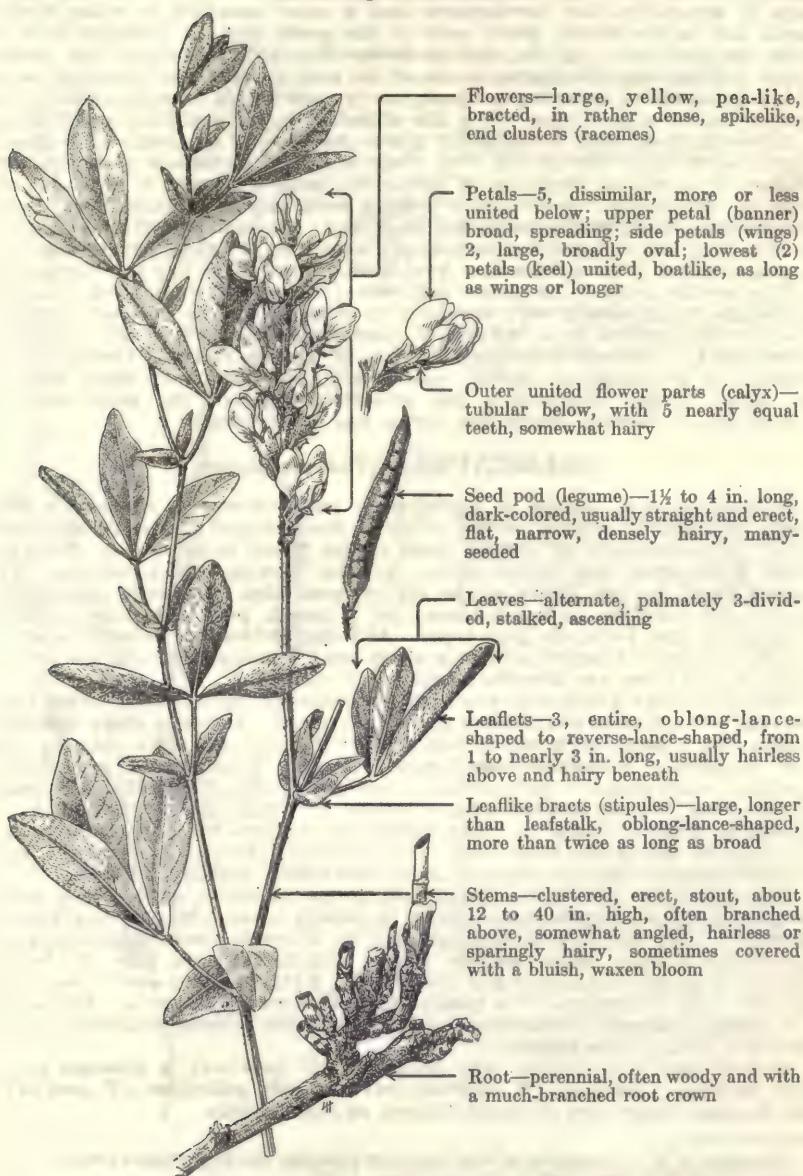 Flowers—large, yellow, pea-like,
bracted, in rather dense, spikelike,
end clusters (racemes)
Petals—5, dissimilar, more or less
united below; upper petal (banner)
broad, spreading; side petals (wings)
2, large, broadly oval; lowest (2)
petals (keel) united, boatlike, as long
as wings or longer
Outer united flower parts (calyx)—
tubular below, with 5 nearly equal
teeth, somewhat hairy
Seed pod (legume)—1½ to 4 in. long,
dark-colored, usually straight and erect,
flat, narrow, densely hairy, many-
seeded
Leaves—alternate, palmately 3-divid-
ed, stalked, ascending
Leaflets—3, entire, oblong-lance-
shaped to reverse-lance-shaped, from
1 to nearly 3 in. long, usually hairless
above and hairy beneath
Leaflike bracts (stipules)—large, longer
than leafstalk, oblong-lance-shaped,
more than twice as long as broad
Stems—clustered, erect, stout, about
12 to 40 in. high, often branched
above, somewhat angled, hairless or
sparingly hairy, sometimes covered
with a bluish, waxen bloom
Root—perennial, often woody and with
a much-branched root crown